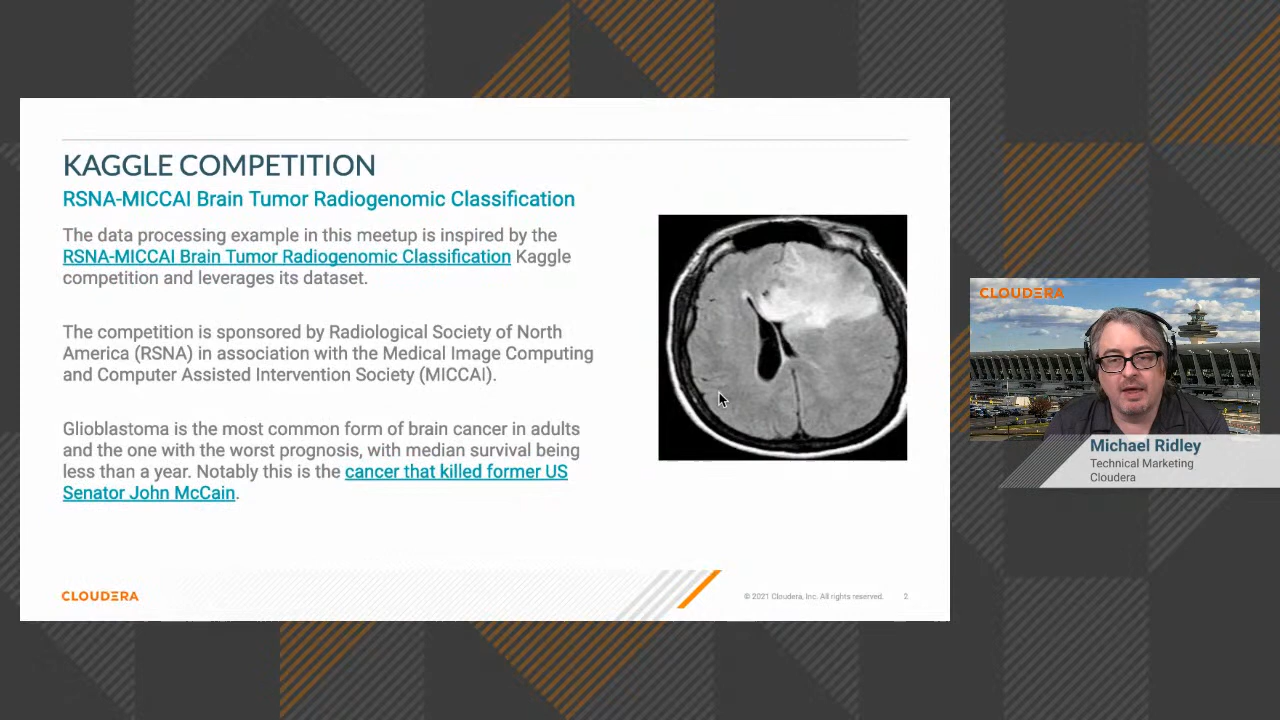 KAGGLE COMPETITION
RSNA-MICCAI Brain Tumor Radiogenomic Classification
The data processing example in this meetup is inspired by the
RSNA-MICCAI Brain Tumor Radiogenomic Classification Kaggle
competition and leverages its dataset.
The competition is sponsored by Radiological Society of North
America (RSNA) in association with the Medical Image Computing
and Computer Assisted Intervention Society (MICCAI).
Glioblastoma is the most common form of brain cancer in adults
and the one with the worst prognosis, with median survival being
less than a year. Notably this is the cancer that killed former US
Senator John McCain.
CLOUDERA
© 2021 Cloudera, Inc. All rights reserved. 2
CLOUDERA
Michael Ridley
Technical Marketing
Cloudera